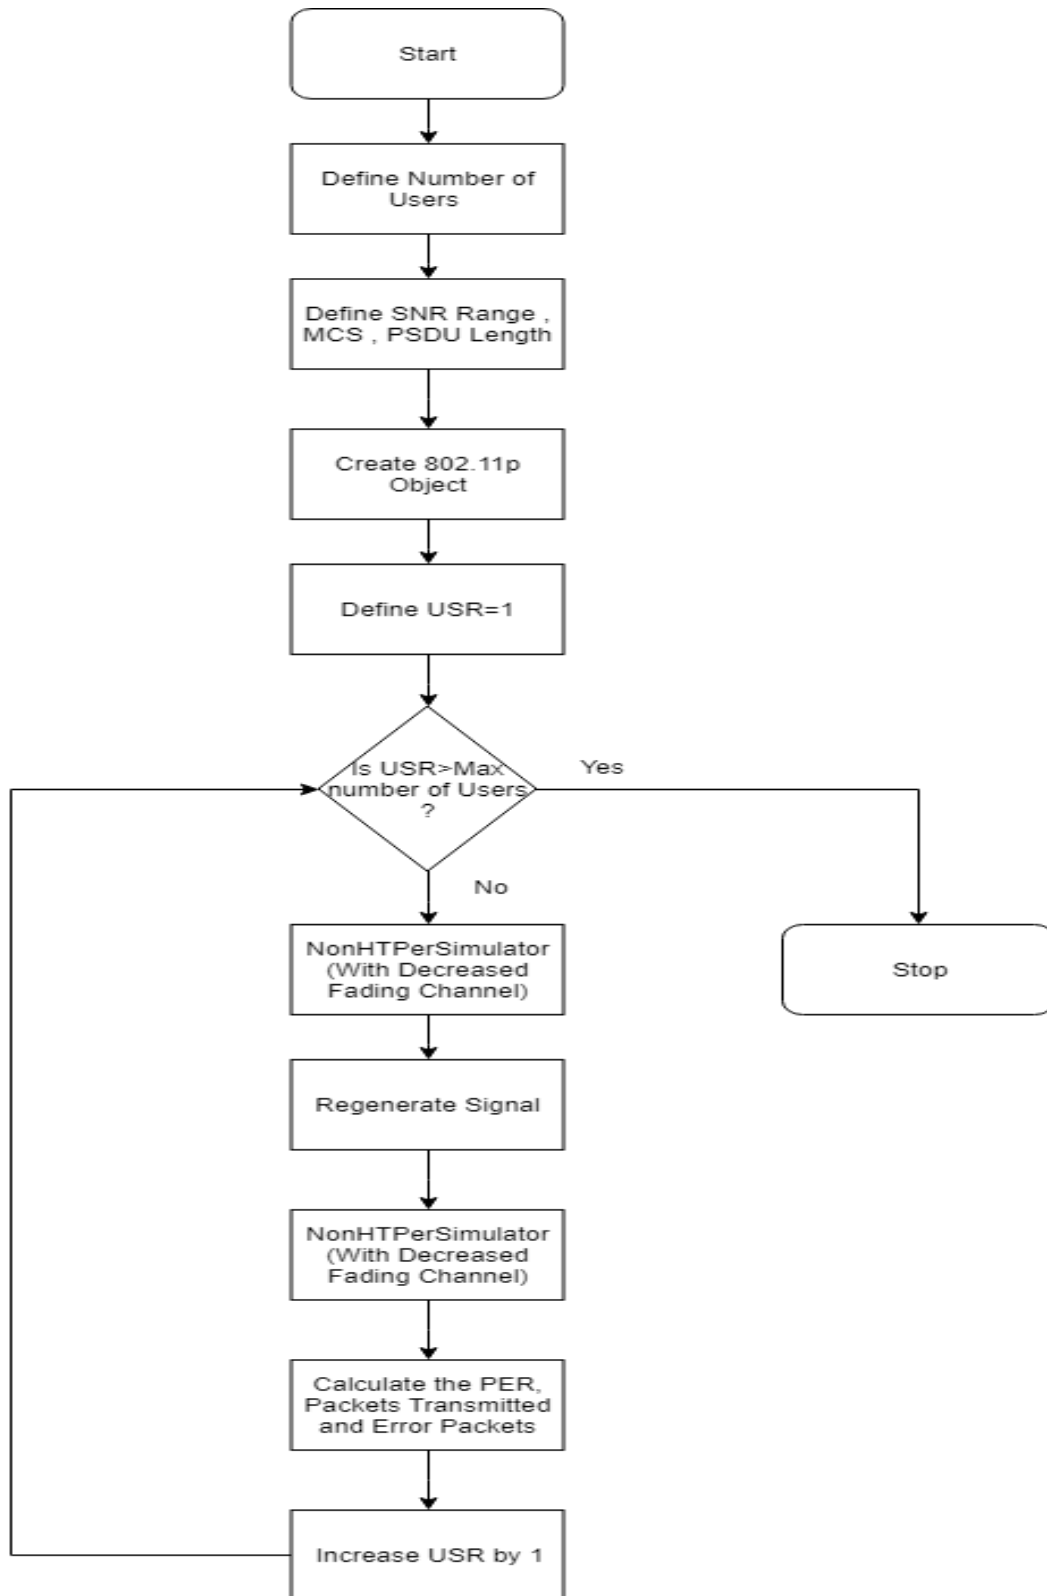 Start
Define Number of
Users
Define SNR Range ,
MCS , PSDU Length
Create 802.11p
Object
Define USR=1
Is USR>Max
number of Users
?
Yes
No
NonHTPerSimulator
(With Decreased
Fading Channel)
Stop
Regenerate Signal
NonHTPerSimulator
(With Decreased
Fading Channel)
Calculate the PER,
Packets Transmitted
and Error Packets
Increase USR by 1